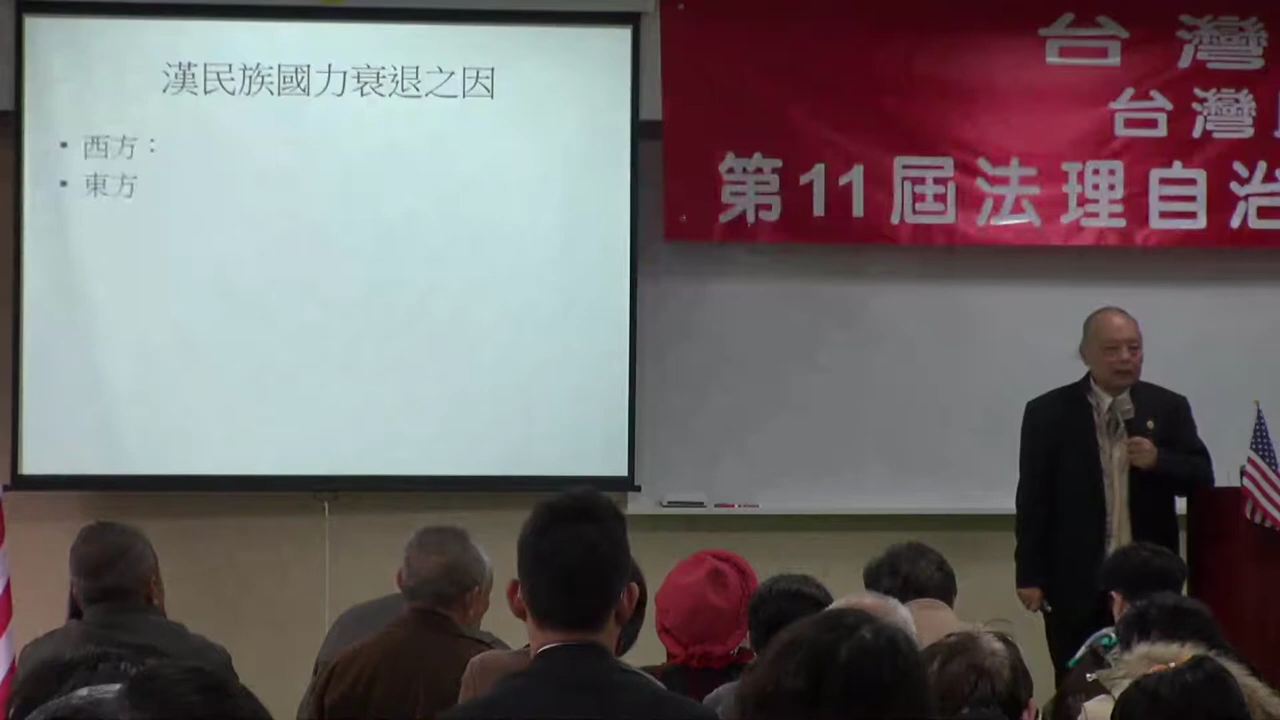 漢民族國力衰退之因
▪ 西方：
▪ 東方
台灣
台灣
第11屆法理自治